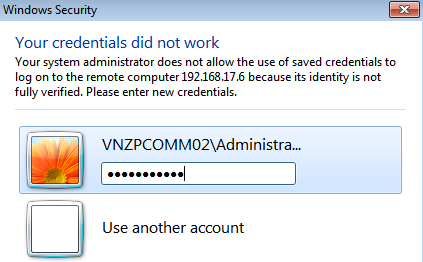 Windows Security
Your credentials did not work
Your system administrator does not allow the use of saved credentials to
log on to the remote computer 192.168.17.6 because its identity is not
fully verified. Please enter new credentials.
VNZPCOMM02\Administra...
●●●●●●●●●●●
Use another account